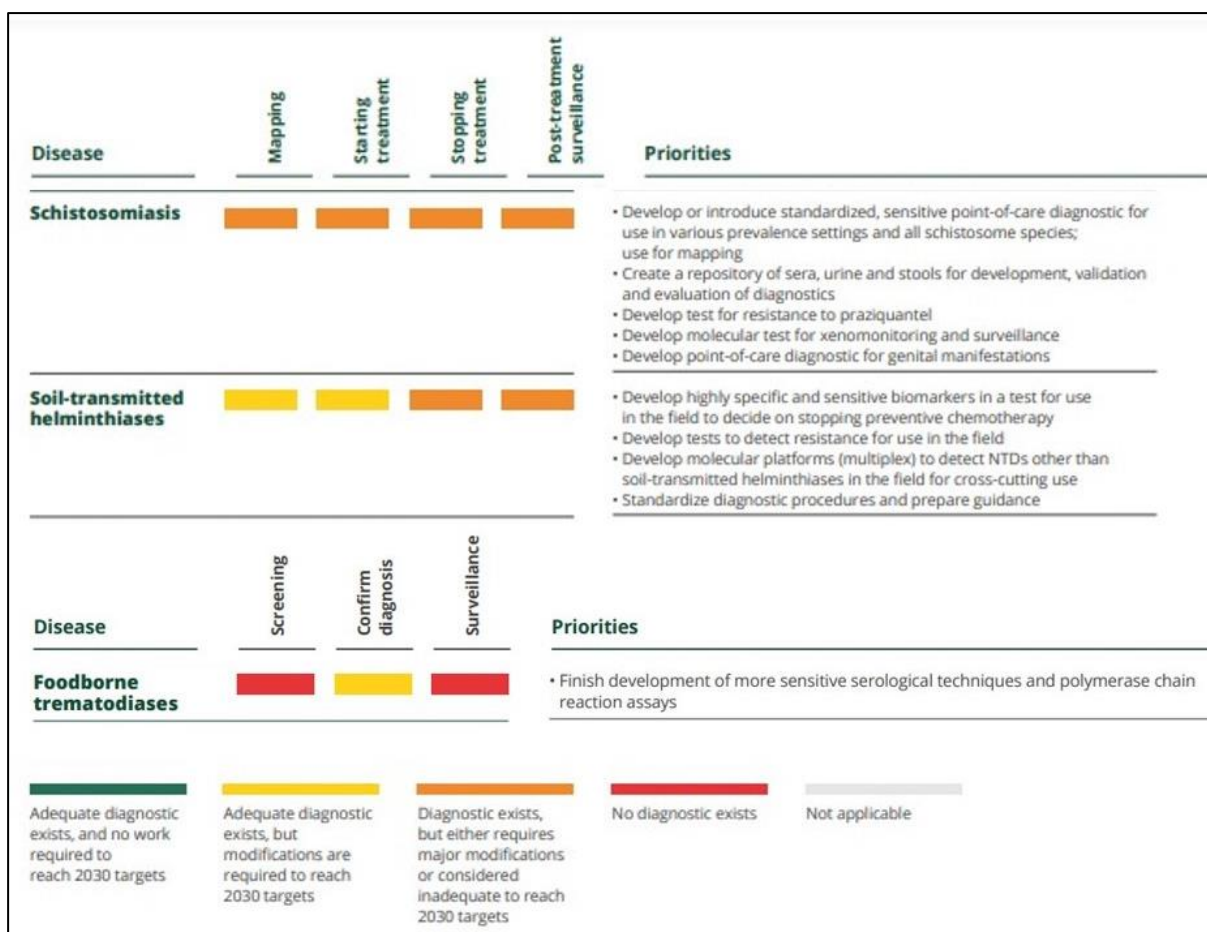 Disease
Mapping
Starting
treatment
Stopping
treatment
Post-treatment
surveillance
Priorities
Schistosomiasis
• Develop or introduce standardized, sensitive point-of-care diagnostic for
use in various prevalence settings and all schistosome species;
use for mapping
• Create a repository of sera, urine and stools for development, validation
and evaluation of diagnostics
• Develop test for resistance to praziquantel
• Develop molecular test for xenomonitoring and surveillance
• Develop point-of-care diagnostic for genital manifestations
Soil-transmitted
helminthiases
• Develop highly specific and sensitive biomarkers in a test for use
in the field to decide on stopping preventive chemotherapy
• Develop tests to detect resistance for use in the field
• Develop molecular platforms (multiplex) to detect NTDs other than
soil-transmitted helminthiases in the field for cross-cutting use
• Standardize diagnostic procedures and prepare guidance
Disease
Screening
Confirm
diagnosis
Surveillance
Priorities
Foodborne
trematodiases
• Finish development of more sensitive serological techniques and polymerase chain
reaction assays
Adequate diagnostic
exists, and no work
required to
reach 2030 targets
Adequate diagnostic
exists, but
modifications are
required to reach
2030 targets
Diagnostic exists,
but either requires
major modifications
or considered
inadequate to reach
2030 targets
No diagnostic exists
Not applicable